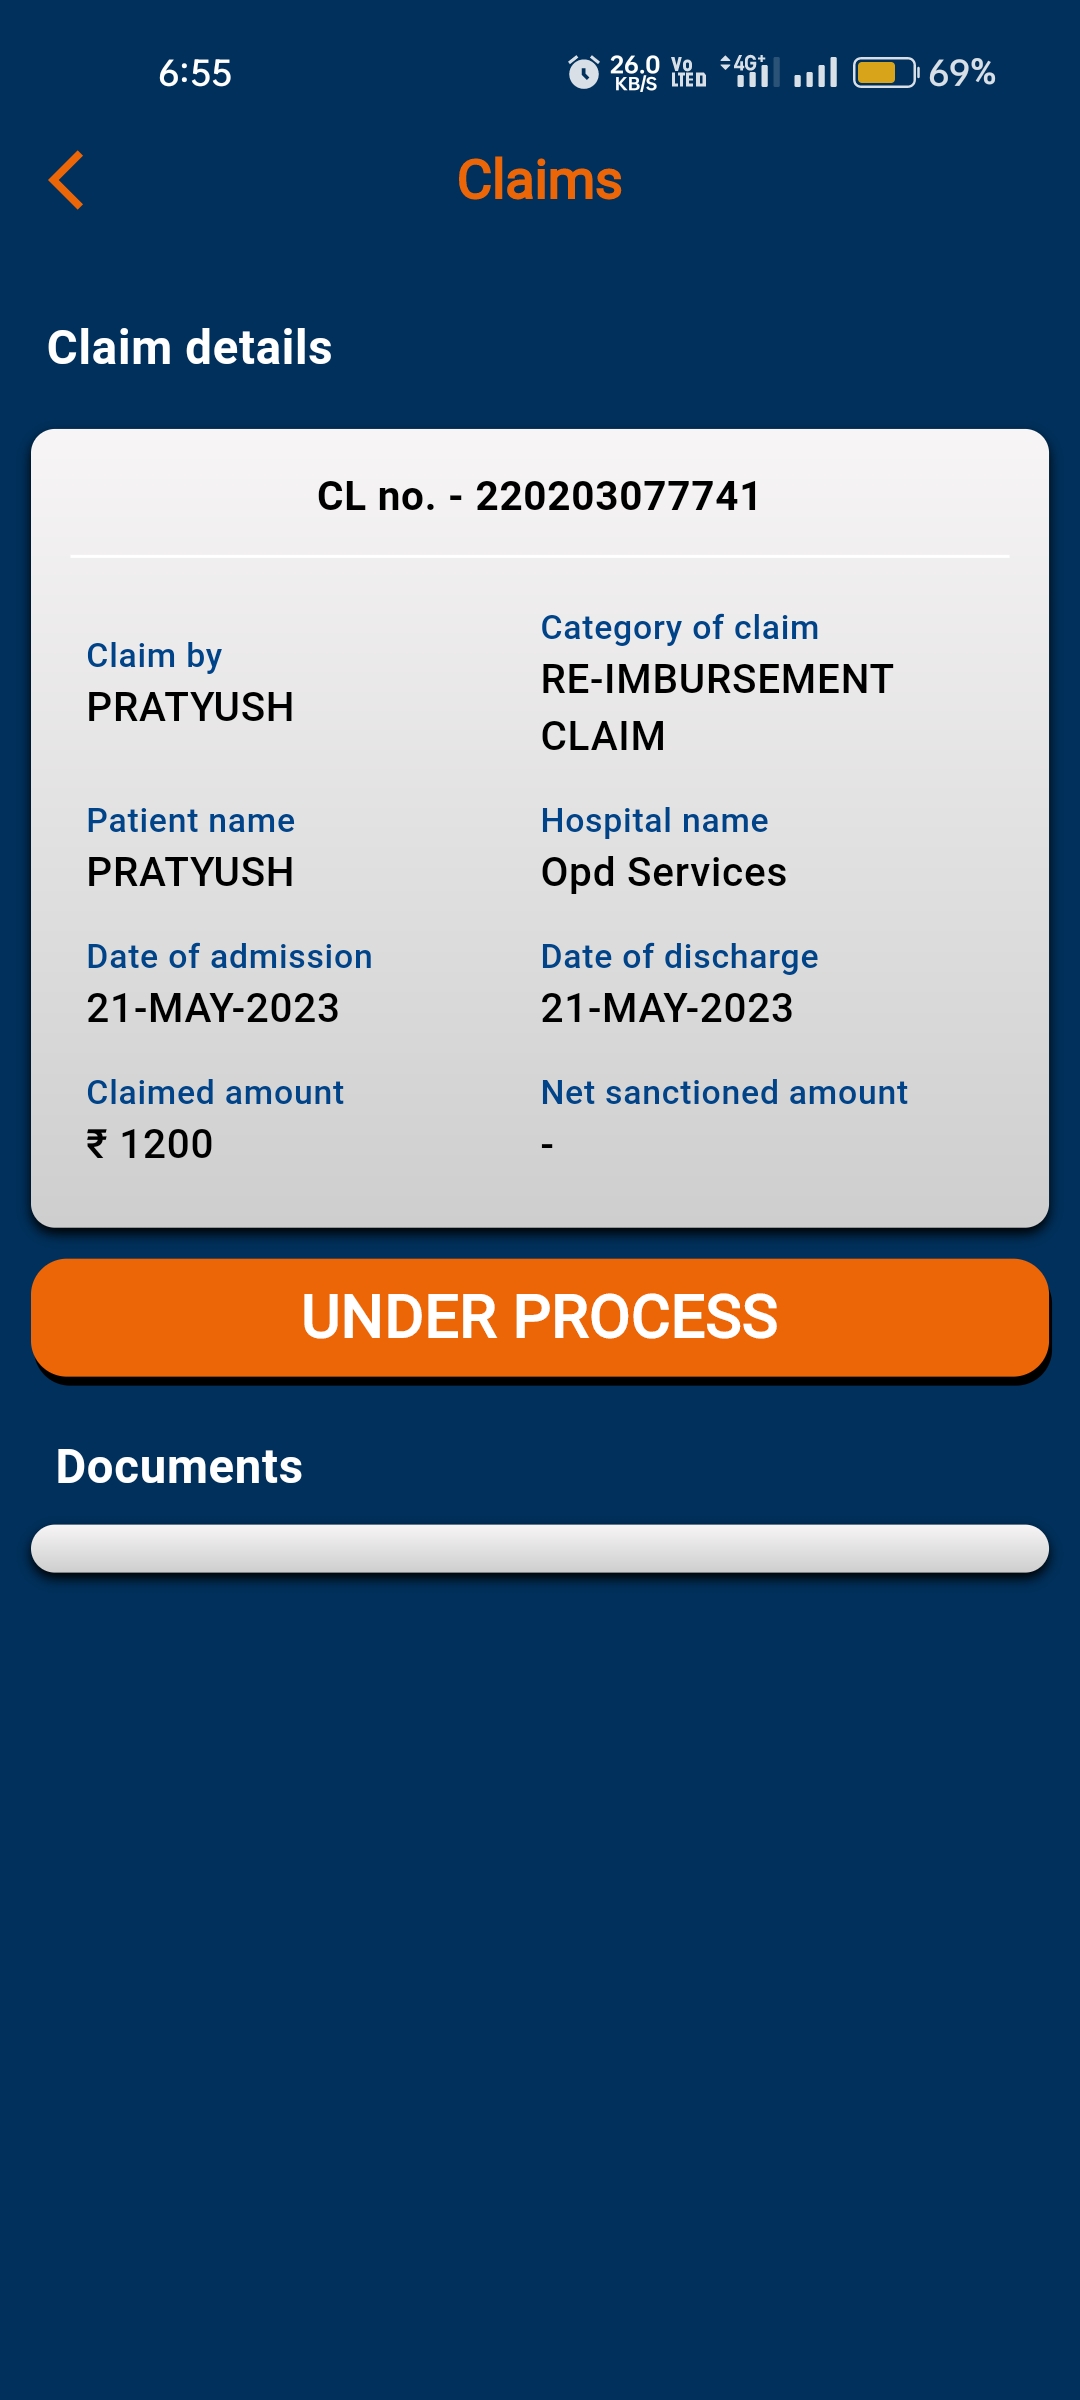 6:55
26.0
KB/S
Vo
LTE
4G+
69%
Claims
Claim details
CL no. - 220203077741
Claim by
PRATYUSH
Category of claim
RE-IMBURSEMENT
CLAIM
Patient name
PRATYUSH
Hospital name
Opd Services
Date of admission
21-MAY-2023
Date of discharge
21-MAY-2023
Claimed amount
₹ 1200
Net sanctioned amount
-
UNDER PROCESS
Documents